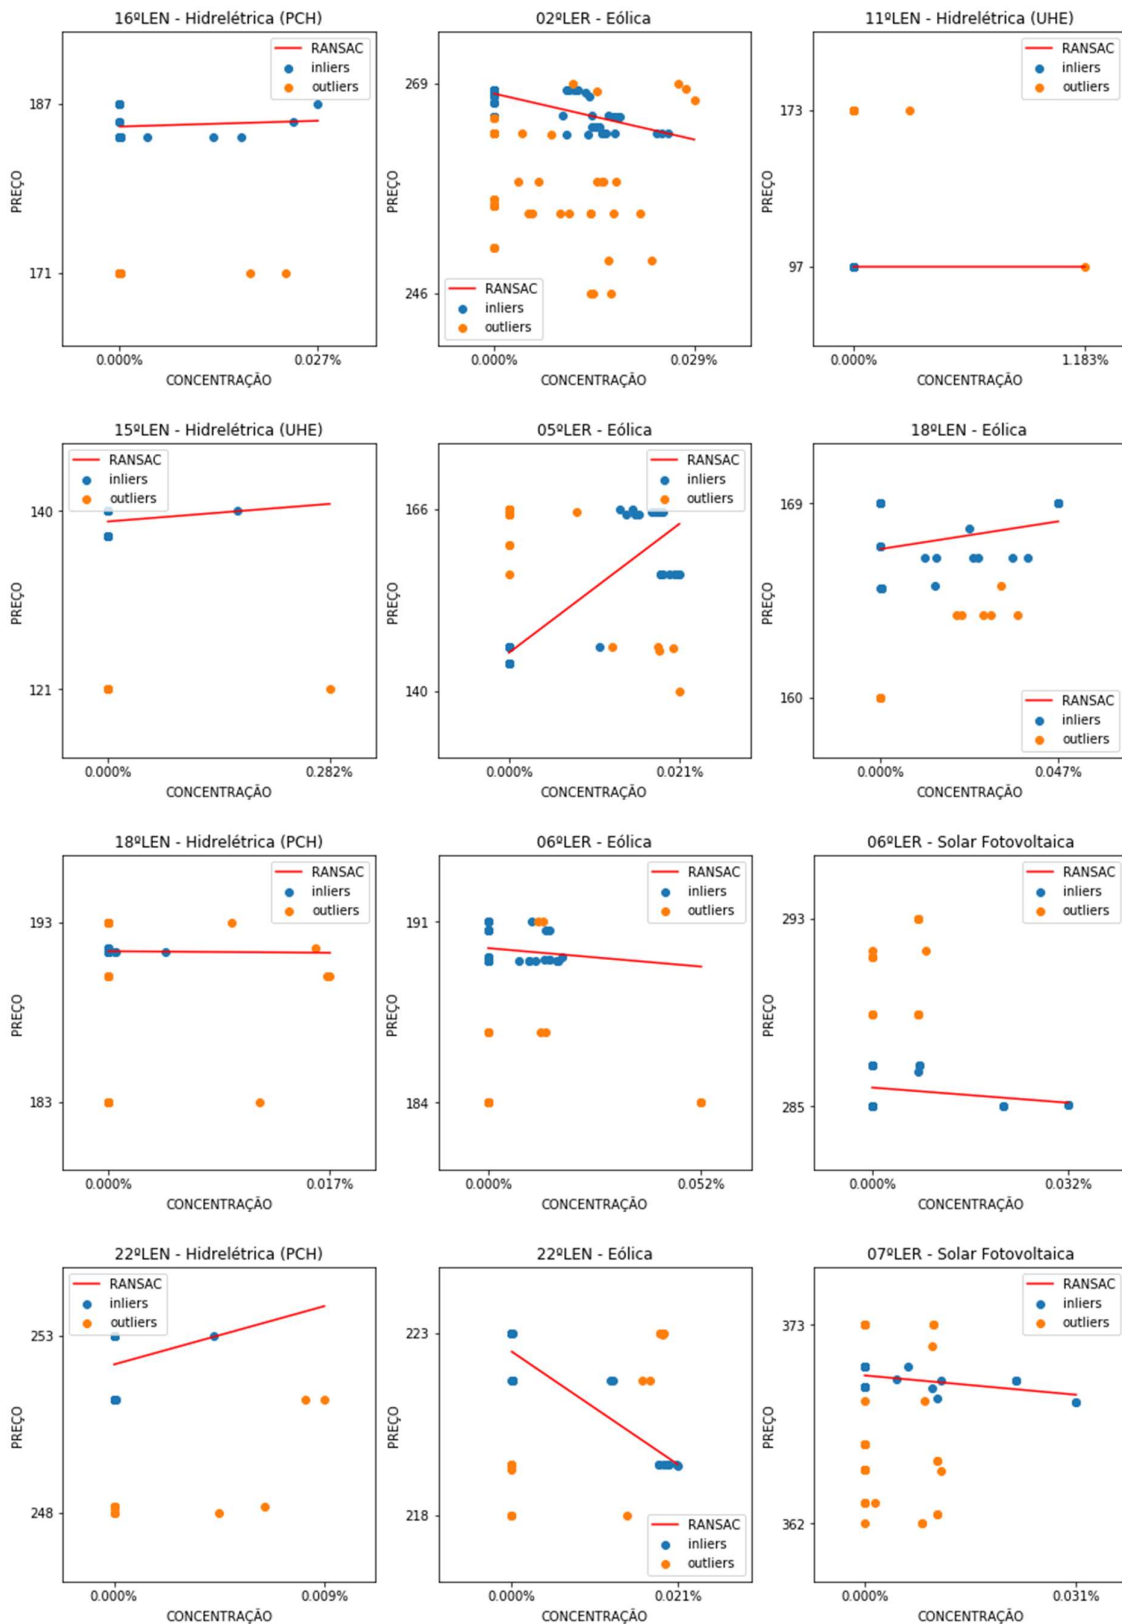 16ºLEN - Hidrelétrica (PCH)
RANSAC
inliers
outliers
187
171
PREÇO
0.000%
0.027%
CONCENTRAÇÃO
02ºLER - Eólica
269
246
PREÇO
RANSAC
inliers
outliers
0.000%
0.029%
CONCENTRAÇÃO
11ºLEN - Hidrelétrica (UHE)
RANSAC
inliers
outliers
173
97
PREÇO
0.000%
1.183%
CONCENTRAÇÃO
15ºLEN - Hidrelétrica (UHE)
RANSAC
inliers
outliers
140
121
PREÇO
0.000%
0.282%
CONCENTRAÇÃO
05ºLER - Eólica
RANSAC
inliers
outliers
166
140
PREÇO
0.000%
0.021%
CONCENTRAÇÃO
18ºLEN - Eólica
169
160
PREÇO
RANSAC
inliers
outliers
0.000%
0.047%
CONCENTRAÇÃO
18ºLEN - Hidrelétrica (PCH)
RANSAC
inliers
outliers
193
183
PREÇO
0.000%
0.017%
CONCENTRAÇÃO
06ºLER - Eólica
RANSAC
inliers
outliers
191
184
PREÇO
0.000%
0.052%
CONCENTRAÇÃO
06ºLER - Solar Fotovoltaica
RANSAC
inliers
outliers
293
285
PREÇO
0.000%
0.032%
CONCENTRAÇÃO
22ºLEN - Hidrelétrica (PCH)
RANSAC
inliers
outliers
253
248
PREÇO
0.000%
0.009%
CONCENTRAÇÃO
22ºLEN - Eólica
223
218
PREÇO
RANSAC
inliers
outliers
0.000%
0.021%
CONCENTRAÇÃO
07ºLER - Solar Fotovoltaica
RANSAC
inliers
outliers
373
362
PREÇO
0.000%
0.031%
CONCENTRAÇÃO